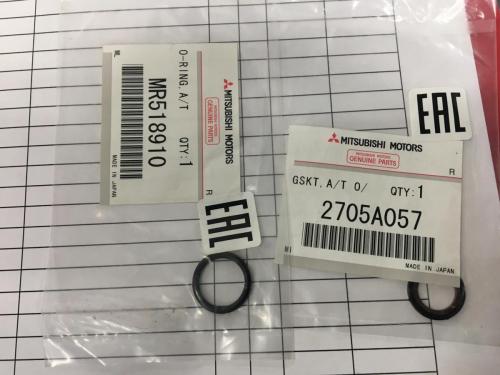 O-RING,A/T QTY:1
MR518910
MADE IN JAPAN
MITSUBISHI MOTORS
GENUINE PARTS
R
EAC
EAC
MITSUBISHI MOTORS
GENUINE PARTS
R
GSKT,A/T O/ QTY:1
2705A057
MADE IN JAPAN